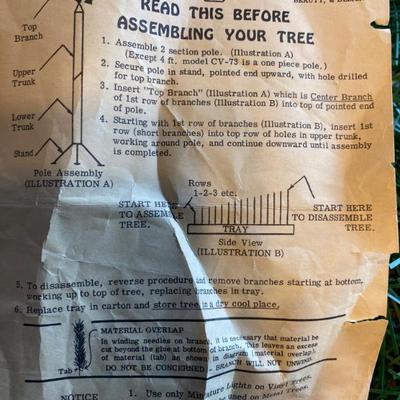 READ THIS BEFORE
ASSEMBLING YOUR TREE
Top
Branch
Upper
Trunk
Lower
Trunk
Stand
Pole Assembly
(ILLUSTRATION A)
1. Assemble 2 section pole. (Illustration A)
(Except 4 ft. model CV-73 is a one piece pole.)
2. Secure pole in stand, pointed end upward, with hole drilled
for top branch.
3. Insert "Top Branch" (Illustration A) which is Center Branch
of 1st row of branches (Illustration B) into top of pointed end
of pole.
4. Starting with 1st row of branches (Illustration B), insert 1st
row (short branches) into top row of holes in upper trunk,
working around pole, and continue downward until assembly
is completed.
Rows
1-2-3 etc.
START HERE
TO ASSEMBLE
TREE.
START HERE
TO DISASSEMBLE
TREE.
TRAY
Side View
(ILLUSTRATION B)
5. To disassemble, reverse procedure and remove branches starting at bottom,
working up to top of tree, replacing branches in tray.
6. Replace tray in carton and store tree in a dry cool place.
Tab
MATERIAL OVERLAP
In winding needles on branch, it is necessary that material be
cut beyond the glue at bottom of branch. This leaves an excess
of material (tab) as shown in diagram (material overlap).
DO NOT BE CONCERNED - BRANCH WILL NOT UNWIND.
NOTICE
1. Use only Miniature Lights on Vinyl Trees.
used on Metal Trees.